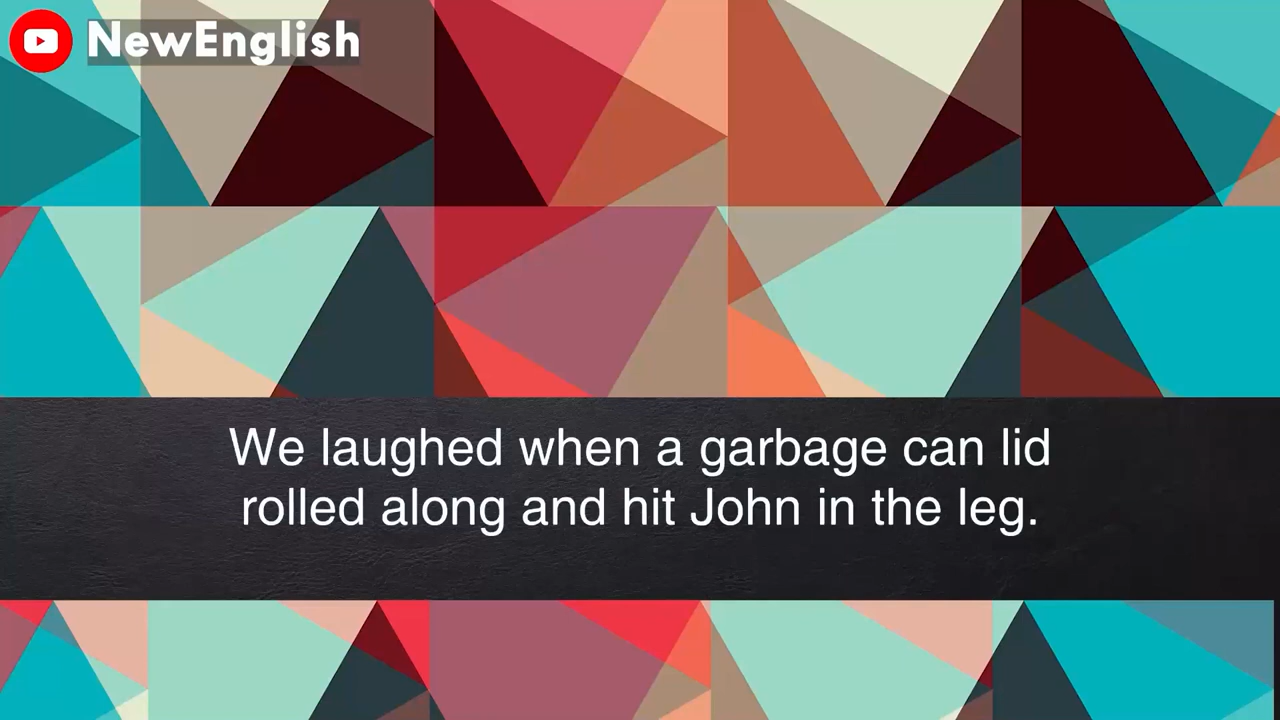 NewEnglish
We laughed when a garbage can lid
rolled along and hit John in the leg.